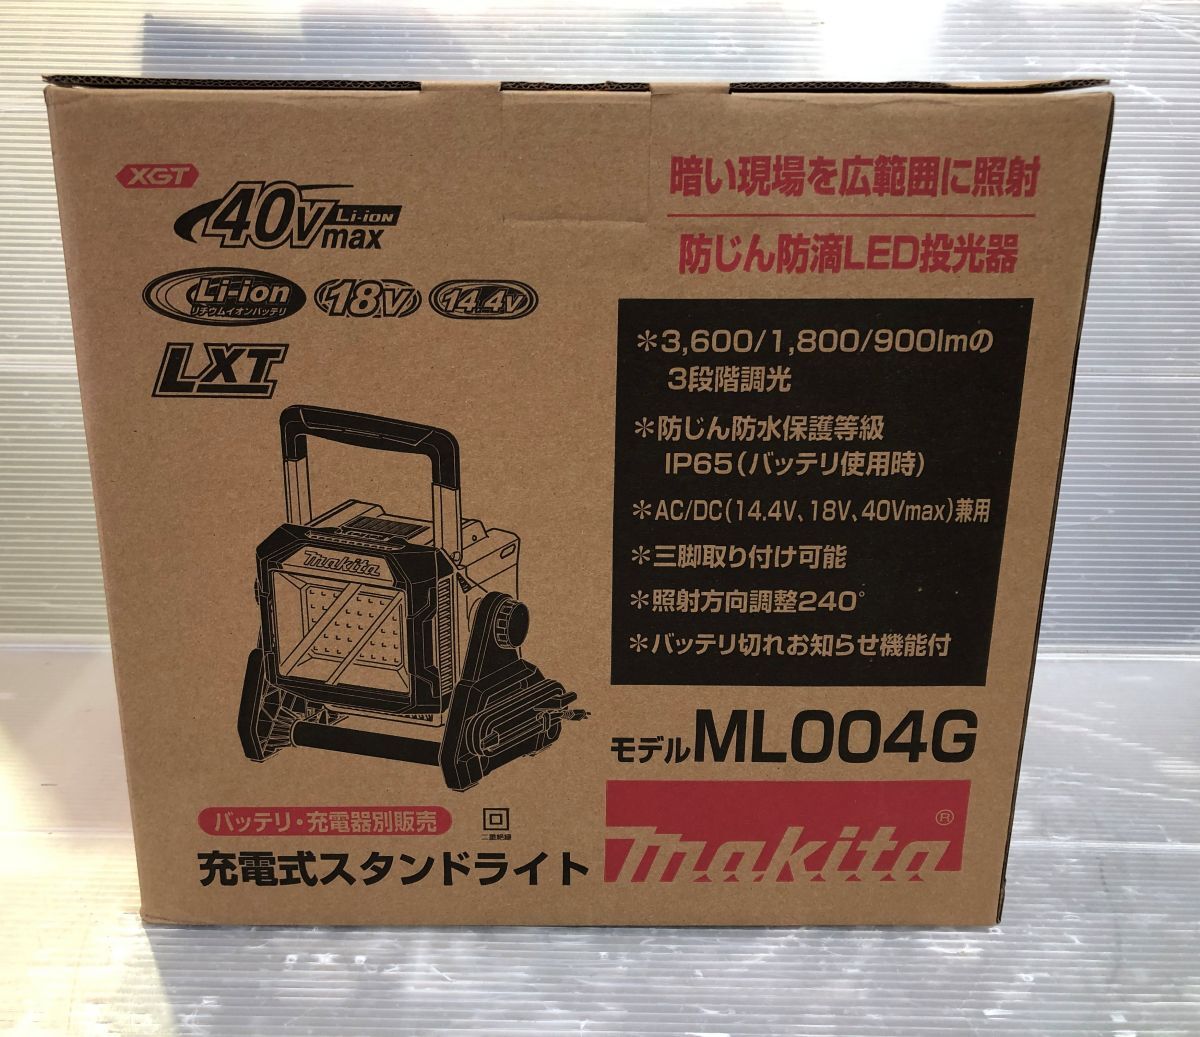 XGT
40Vmax Li-ion
Li-ion
リチウムイオンバッテリ
18V
14.4V
LXT
makita
バッテリ・充電器別販売
二重絶縁
充電式スタンドライト
暗い現場を広範囲に照射
防じん防滴LED投光器
＊3,600/1,800/900lmの
3段階調光
＊防じん防水保護等級
IP65(バッテリ使用時)
＊AC/DC(14.4V、18V、40Vmax)兼用
＊三脚取り付け可能
＊照射方向調整240°
＊バッテリ切れお知らせ機能付
モデルML004G
makita®